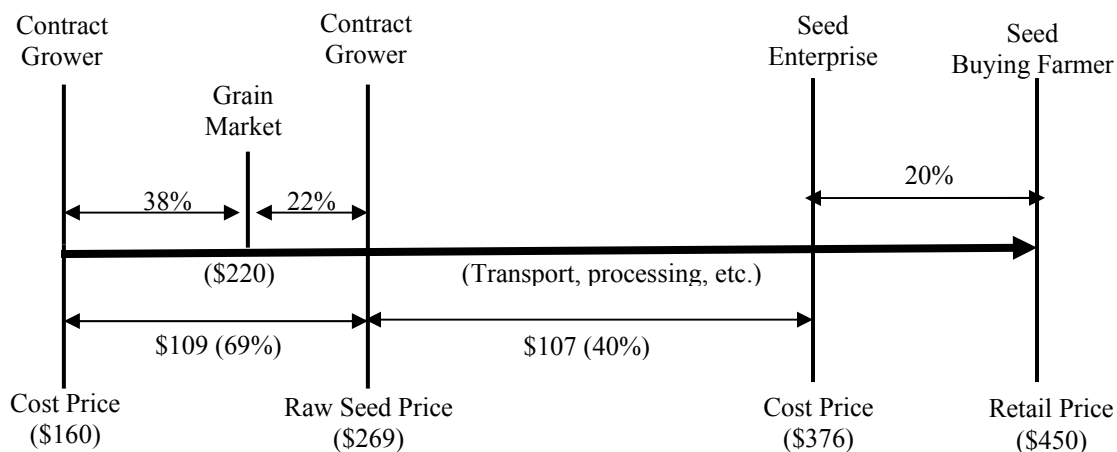 Contract
Grower
Contract
Grower
Seed
Enterprise
Seed
Buying Farmer
Grain
Market
38%
22%
20%
($220)
(Transport, processing, etc.)
$109 (69%)
$107 (40%)
Cost Price
($160)
Raw Seed Price
($269)
Cost Price
($376)
Retail Price
($450)